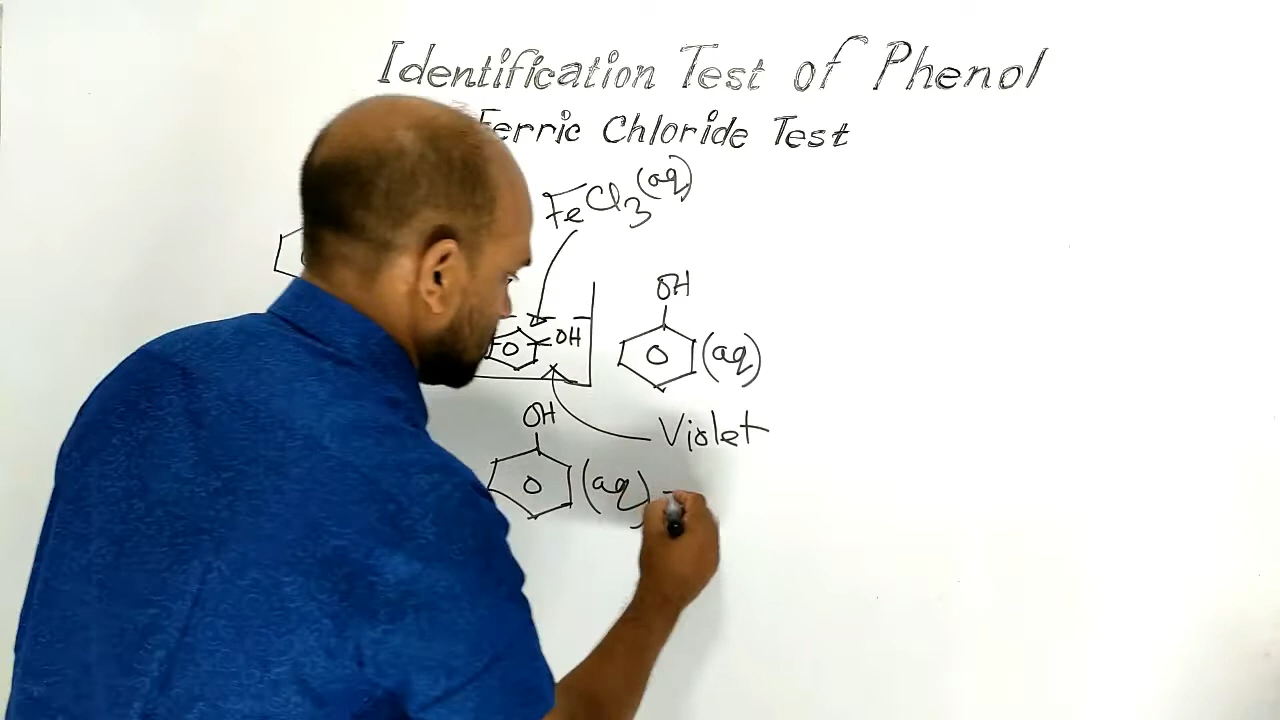 Identification Test of Phenol
Ferric Chloride Test
FeCl3(aq)
OH
OH
(aq)
Violet
OH
(aq)